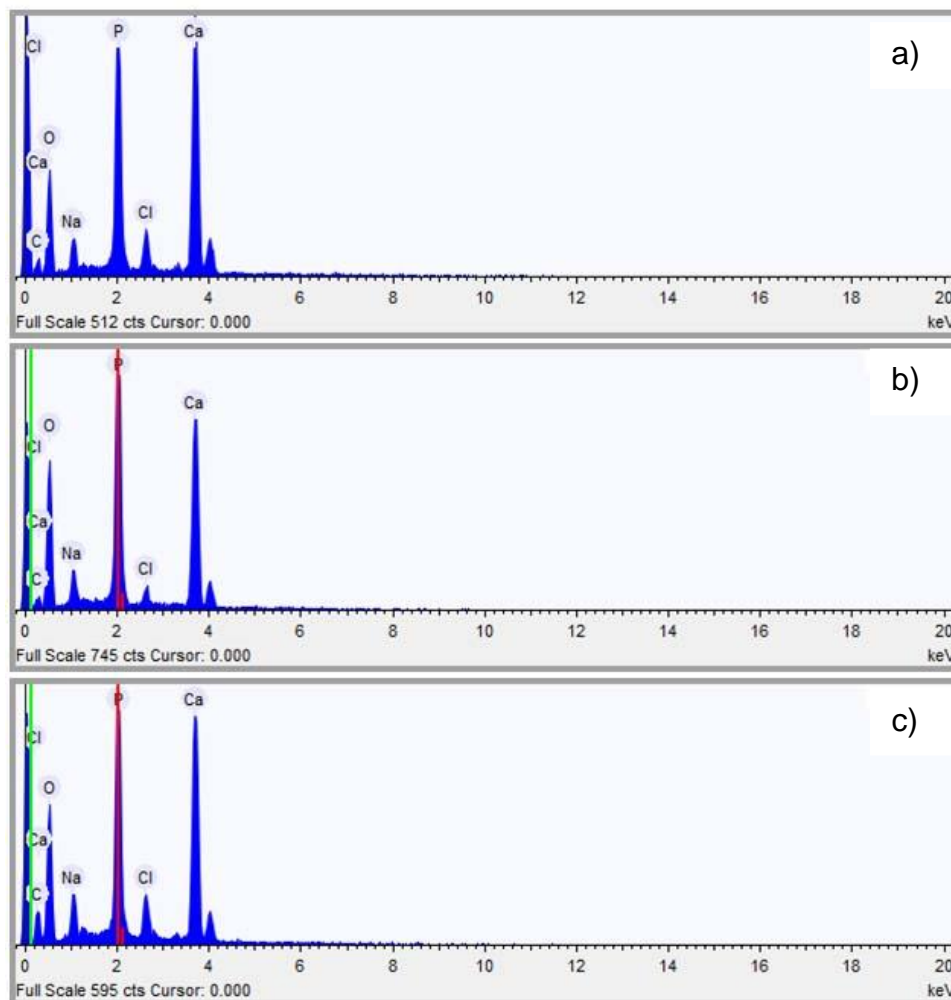 a)
Cl P Ca
O
Ca
Na Cl
C
0 2 4 6 8 10 12 14 16 18 20
Full Scale 512 cts Cursor: 0.000 keV
b)
P
Ca
O
Cl
Ca
Na Cl
C
0 2 4 6 8 10 12 14 16 18 20
Full Scale 745 cts Cursor: 0.000 keV
c)
P Ca
Cl
O
Ca
C Na Cl
0 2 4 6 8 10 12 14 16 18 20
Full Scale 595 cts Cursor: 0.000 keV